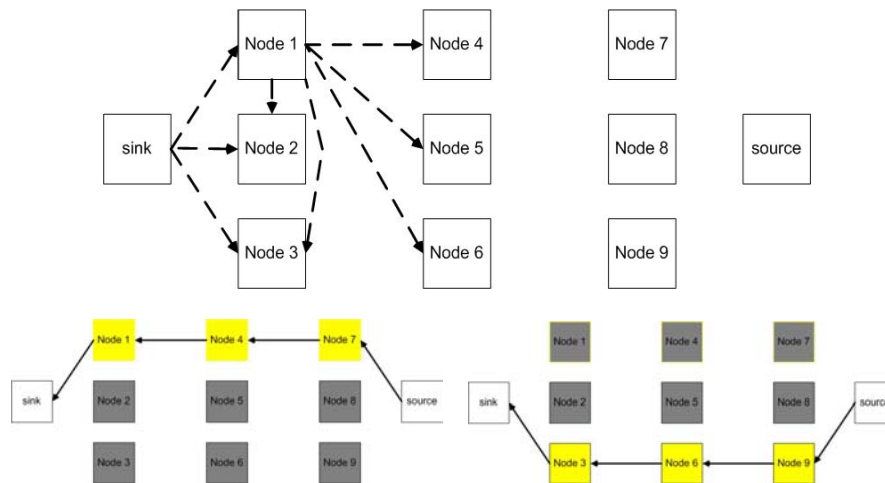 Node 1
Node 4
Node 7
sink
Node 2
Node 5
Node 8
source
Node 3
Node 6
Node 9
Node 1
Node 4
Node 7
sink
Node 2
Node 5
Node 8
source
Node 3
Node 6
Node 9
Node 1
Node 4
Node 7
sink
Node 2
Node 5
Node 8
source
Node 3
Node 6
Node 9